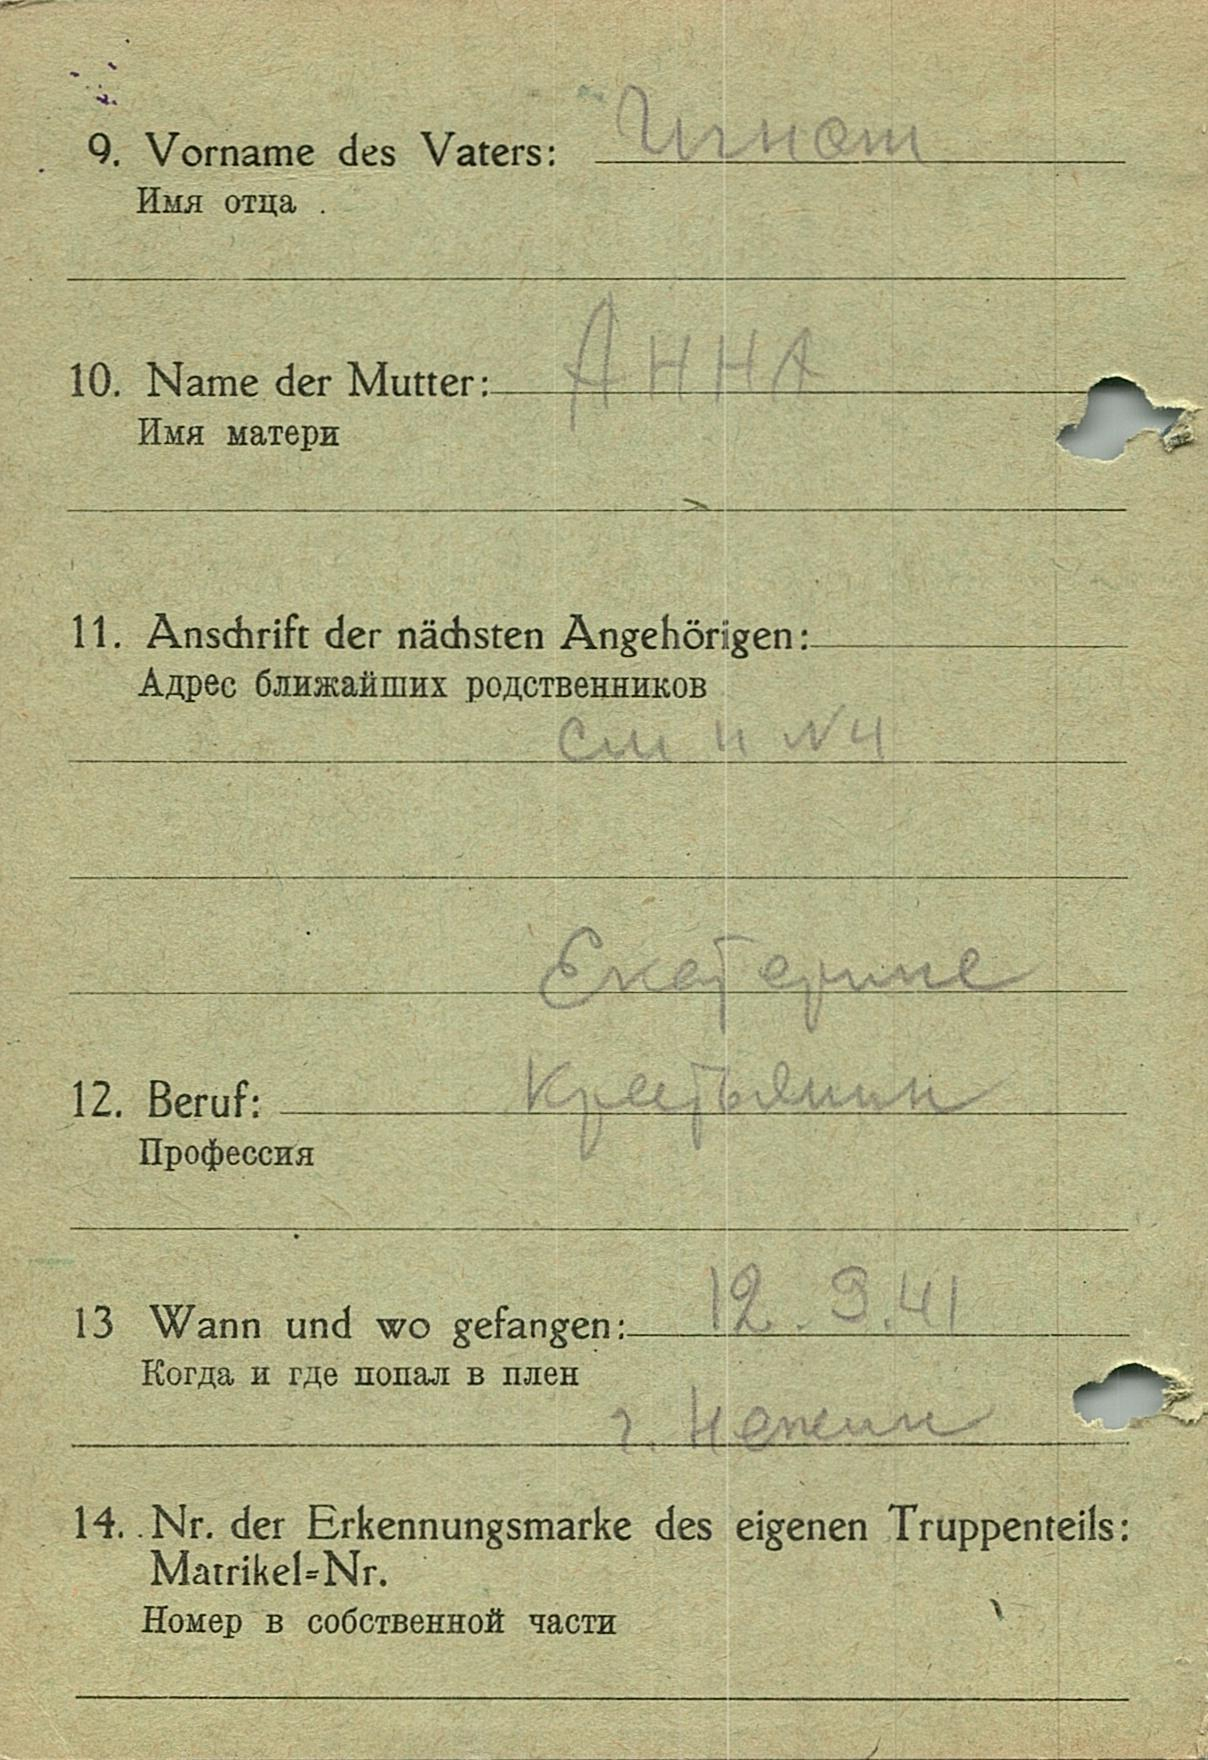 9. Vorname des Vaters: Игнат
Имя отца .
10. Name der Mutter: АННА
Имя матери
11. Anschrift der nächsten Angehörigen:
Адрес ближайших родственников
См п №4
Екатерине
12. Beruf: Крестьянин
Профессия
13 Wann und wo gefangen: 12.9.41
Когда и где попал в плен
г. Нежин
14. Nr. der Erkennungsmarke des eigenen Truppenteils:
Matrikel=Nr.
Номер в собственной части